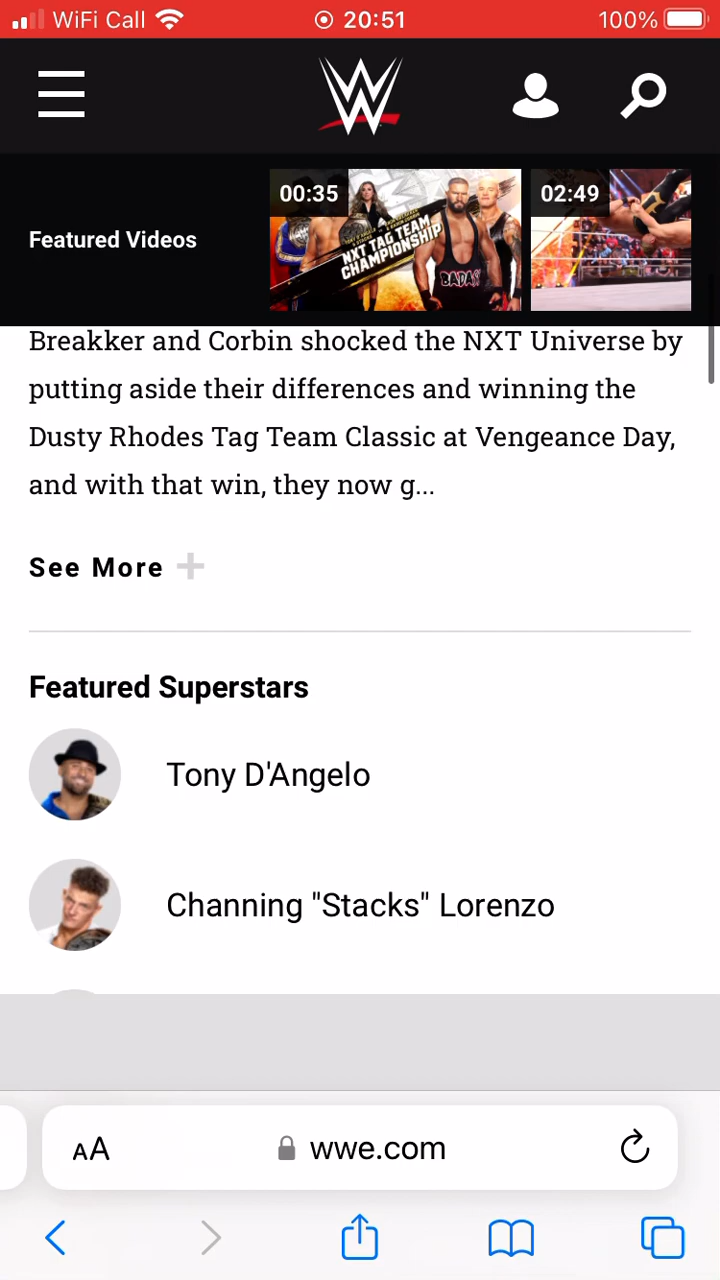 WiFi Call 20:51 100%
Featured Videos
00:35
NXT TAG TEAM
CHAMPIONSHIP
BADASS
02:49
Breakker and Corbin shocked the NXT Universe by
putting aside their differences and winning the
Dusty Rhodes Tag Team Classic at Vengeance Day,
and with that win, they now g...
See More
Featured Superstars
Tony D'Angelo
Channing "Stacks" Lorenzo
AA wwe.com